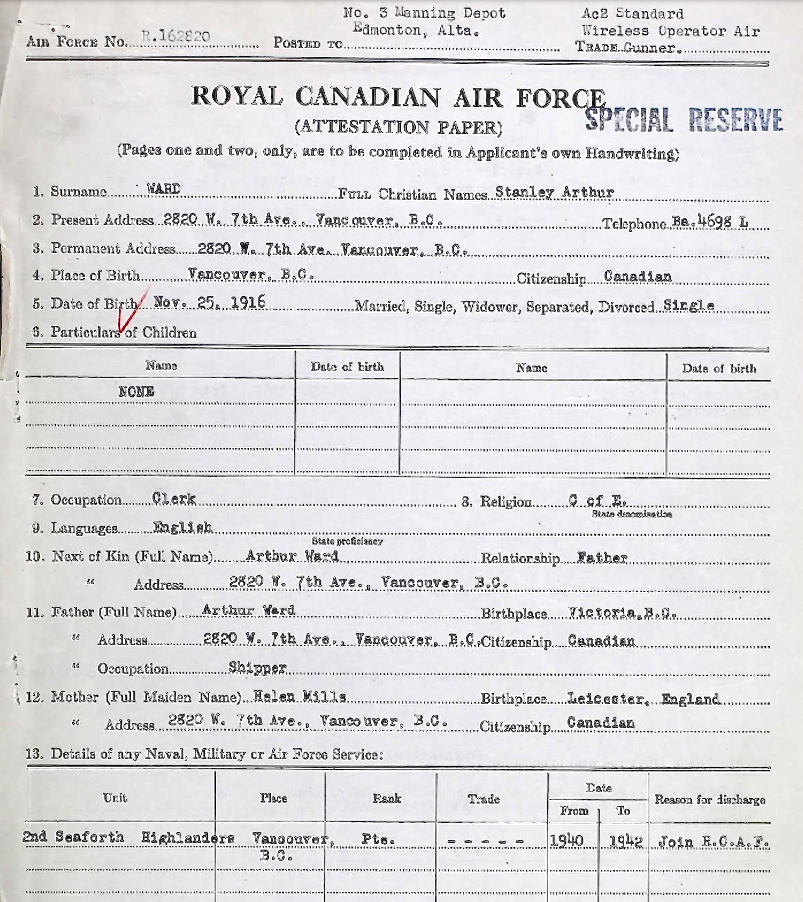 No. 3 Manning Depot Ac2 Standard
Edmonton, Alta. Wireless Operator Air
AIR FORCE NO. R.162820 POSTED TO TRADE Gunner.
ROYAL CANADIAN AIR FORCE
SPECIAL RESERVE
(ATTESTATION PAPER)
(Pages one and two, only, are to be completed in Applicant's own Handwriting)
1. Surname WARD FULL Christian Names Stanley Arthur
2. Present Address 2820 W. 7th Ave., Vancouver, B.C. Telephone Ba.4698 L
3. Permanent Address 2820 W. 7th Ave. Vancouver, B.C.
4. Place of Birth Vancouver, B.C. Citizenship Canadian
5. Date of Birth Nov. 25, 1916 Married, Single, Widower, Separated, Divorced Single
6. Particulars of Children
Name Date of birth Name Date of birth
NONE
7. Occupation Clerk 8. Religion C of E.
State denomination
9. Languages English
State proficiency
10. Next of Kin (Full Name) Arthur Ward Relationship Father
" Address 2820 W. 7th Ave., Vancouver, B.C.
11. Father (Full Name) Arthur Ward Birthplace Victoria,B.C.
" Address 2820 W. 7th Ave., Vancouver, B.C. Citizenship Canadian
" Occupation Shipper
12. Mother (Full Maiden Name) Helen Mills Birthplace Leicester, England
" Address 2820 W. 7th Ave., Vancouver, B.C. Citizenship Canadian
13. Details of any Naval, Military or Air Force Service:
Unit Place Rank Trade Date Reason for discharge
From To
2nd Seaforth Highlanders Vancouver, Pte. - - - - - 1940 1942 Join R.C.A.F.
B.C.